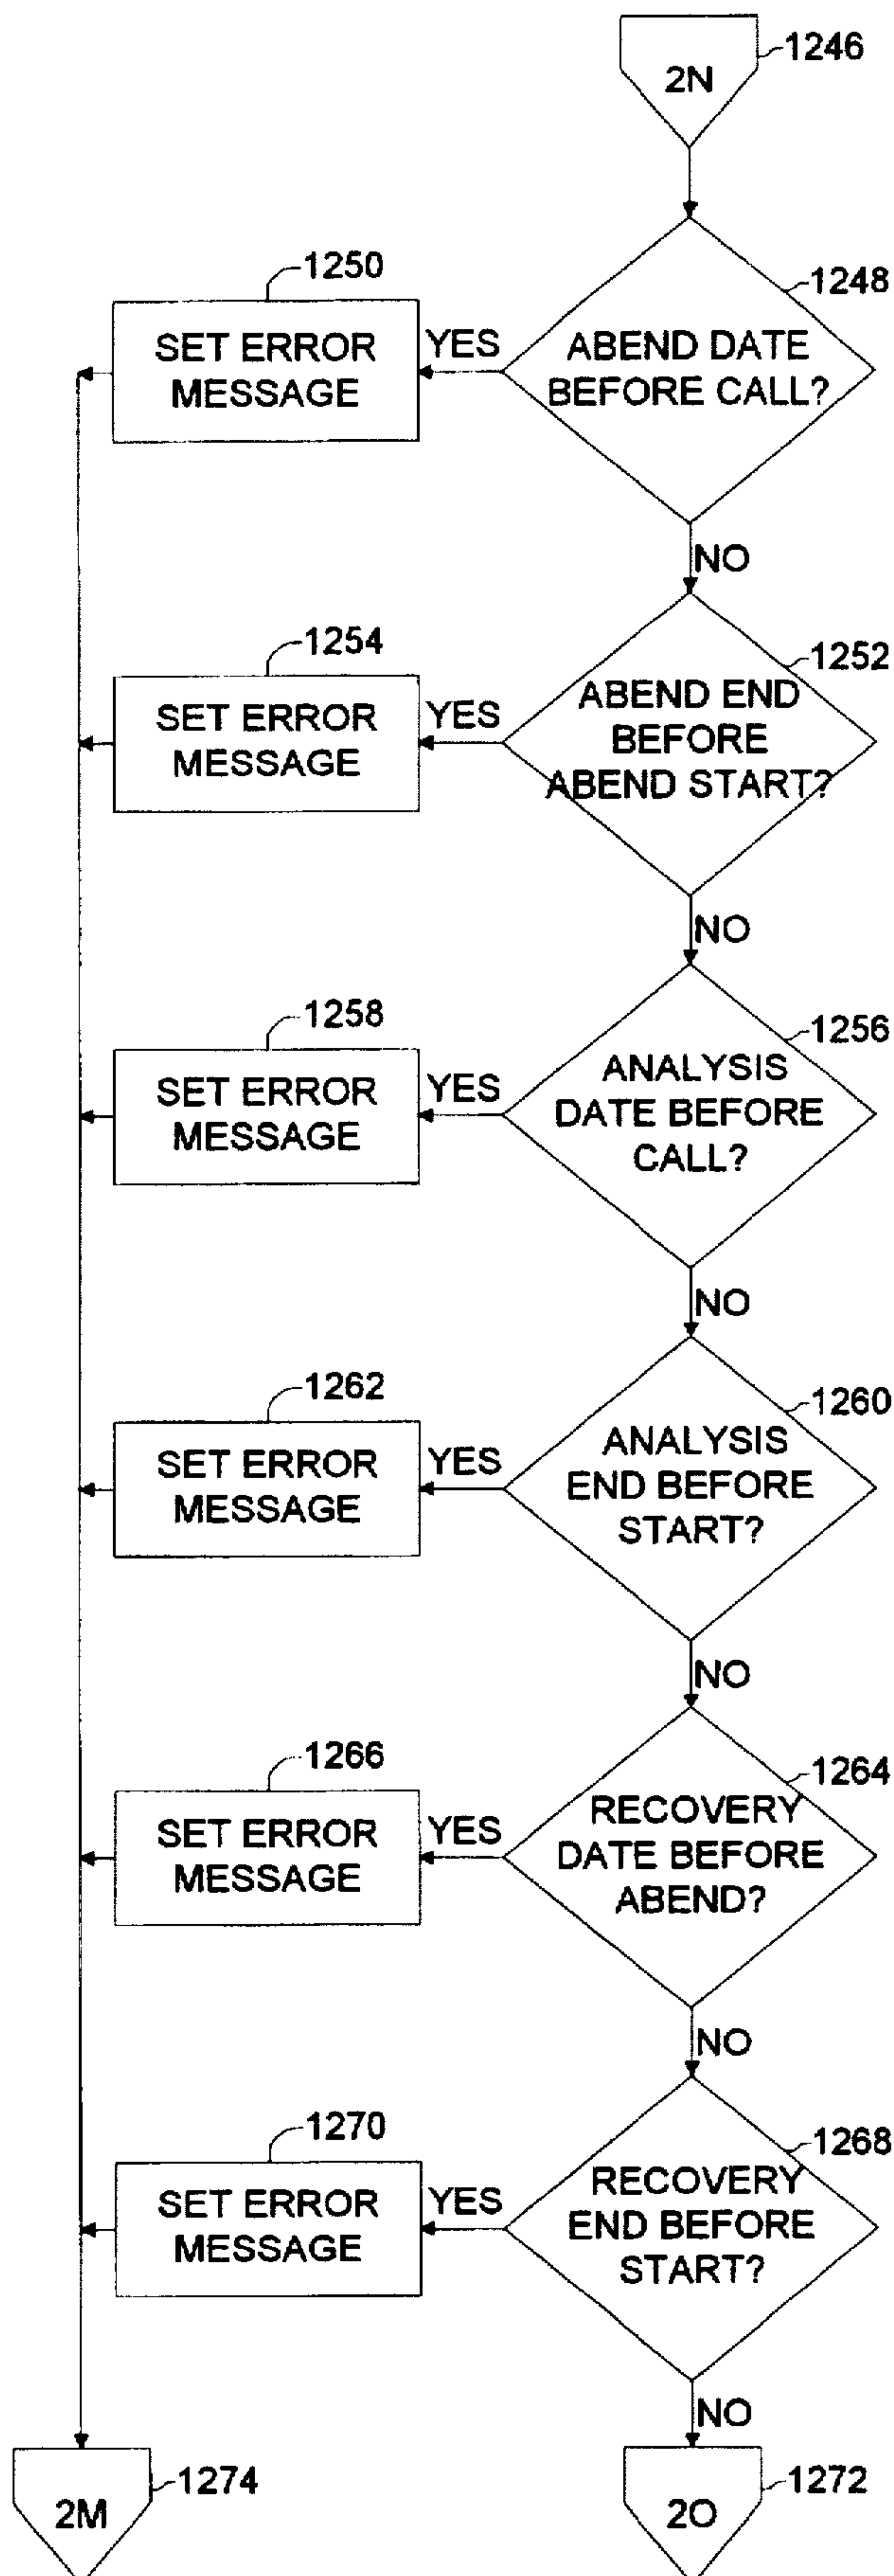 2N
1246
1248
ABEND DATE
BEFORE CALL?
YES
1250
SET ERROR
MESSAGE
NO
1252
ABEND END
BEFORE
ABEND START?
YES
1254
SET ERROR
MESSAGE
NO
1256
ANALYSIS
DATE BEFORE
CALL?
YES
1258
SET ERROR
MESSAGE
NO
1260
ANALYSIS
END BEFORE
START?
YES
1262
SET ERROR
MESSAGE
NO
1264
RECOVERY
DATE BEFORE
ABEND?
YES
1266
SET ERROR
MESSAGE
NO
1268
RECOVERY
END BEFORE
START?
YES
1270
SET ERROR
MESSAGE
NO
2M
1274
2O
1272